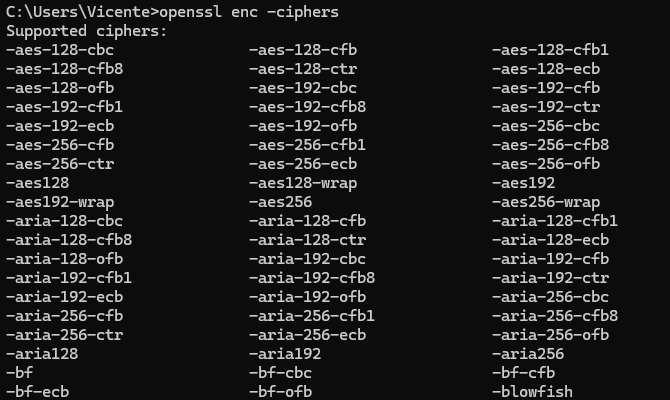 C:\Users\Vicente>openssl enc -ciphers
Supported ciphers:
-aes-128-cbc -aes-128-cfb -aes-128-cfb1
-aes-128-cfb8 -aes-128-ctr -aes-128-ecb
-aes-128-ofb -aes-192-cbc -aes-192-cfb
-aes-192-cfb1 -aes-192-cfb8 -aes-192-ctr
-aes-192-ecb -aes-192-ofb -aes-256-cbc
-aes-256-cfb -aes-256-cfb1 -aes-256-cfb8
-aes-256-ctr -aes-256-ecb -aes-256-ofb
-aes128 -aes128-wrap -aes192
-aes192-wrap -aes256 -aes256-wrap
-aria-128-cbc -aria-128-cfb -aria-128-cfb1
-aria-128-cfb8 -aria-128-ctr -aria-128-ecb
-aria-128-ofb -aria-192-cbc -aria-192-cfb
-aria-192-cfb1 -aria-192-cfb8 -aria-192-ctr
-aria-192-ecb -aria-192-ofb -aria-256-cbc
-aria-256-cfb -aria-256-cfb1 -aria-256-cfb8
-aria-256-ctr -aria-256-ecb -aria-256-ofb
-aria128 -aria192 -aria256
-bf -bf-cbc -bf-cfb
-bf-ecb -bf-ofb -blowfish